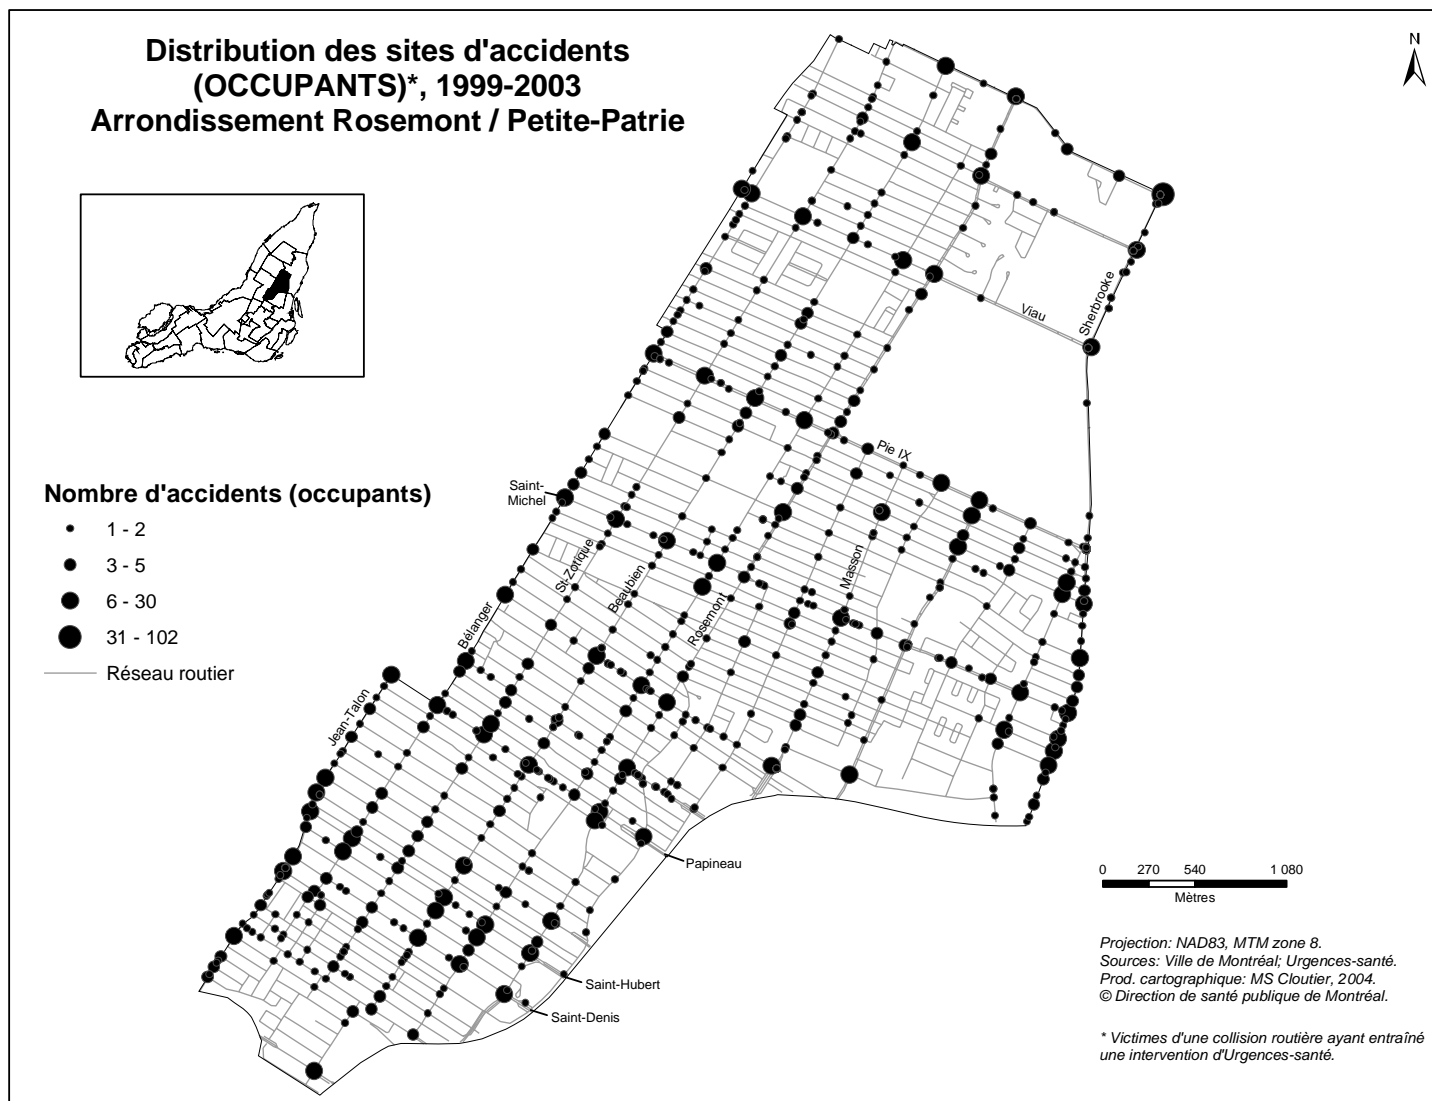 Distribution des sites d'accidents
(OCCUPANTS)*, 1999-2003
Arrondissement Rosemont / Petite-Patrie
N
Viau
Sherbrooke
Pie IX
Saint-
Michel
St-Zotique
Beaubien
Masson
Rosemont
Bélanger
Jean-Talon
Papineau
Saint-Hubert
Saint-Denis
Nombre d'accidents (occupants)
1 - 2
3 - 5
6 - 30
31 - 102
Réseau routier
0 270 540 1 080
Mètres
Projection: NAD83, MTM zone 8.
Sources: Ville de Montréal; Urgences-santé.
Prod. cartographique: MS Cloutier, 2004.
© Direction de santé publique de Montréal.
* Victimes d'une collision routière ayant entraîné
une intervention d'Urgences-santé.